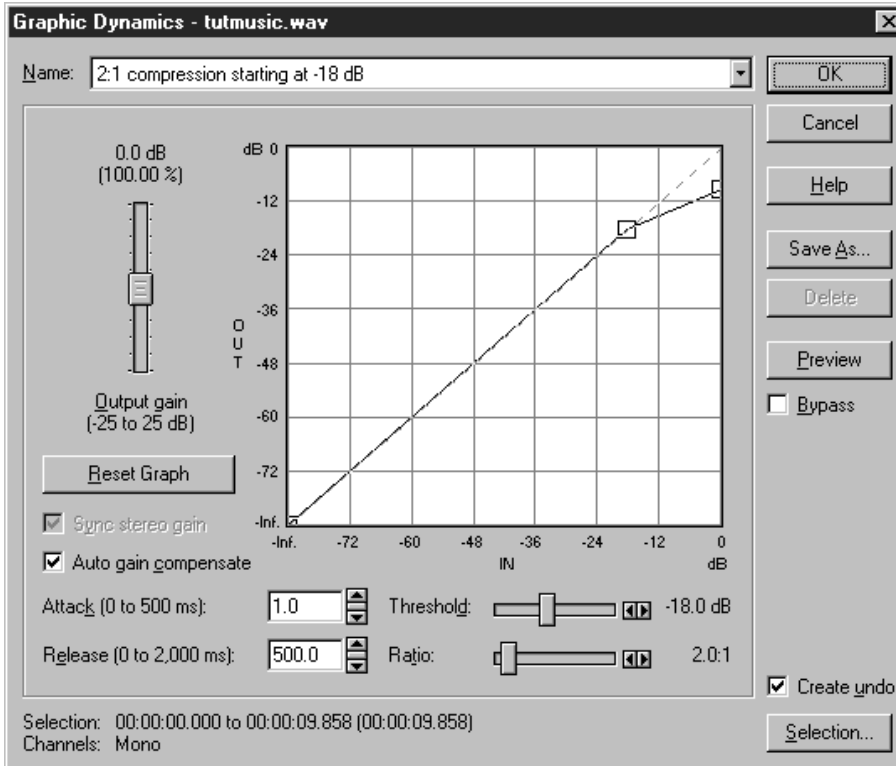 Graphic Dynamics - tutmusic.wav
Name: 2:1 compression starting at -18 dB
OK
Cancel
Help
Save As...
Delete
Preview
Bypass
0.0 dB
(100.00 %)
Output gain
(-25 to 25 dB)
Reset Graph
Sync stereo gain
Auto gain compensate
dB 0
-12
-24
-36
-48
-60
-72
-Inf.
OUT
-Inf. -72 -60 -48 -36 -24 -12 0
IN dB
Attack (0 to 500 ms): 1.0 Threshold: -18.0 dB
Release (0 to 2,000 ms): 500.0 Ratio: 2.0:1
Create undo
Selection: 00:00:00.000 to 00:00:09.858 (00:00:09.858)
Channels: Mono
Selection...